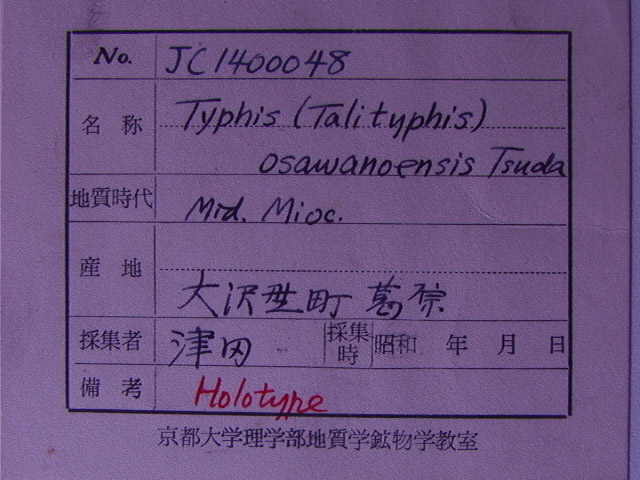 No. JC1400048
名称 Typhis (Talityphis)
osawanoensis Tsuda
地質時代 Mid. Mioc.
産地
大沢野町 葛原
採集者 津田 採集時 昭和 年 月 日
備考 Holotype
京都大学理学部地質学鉱物学教室